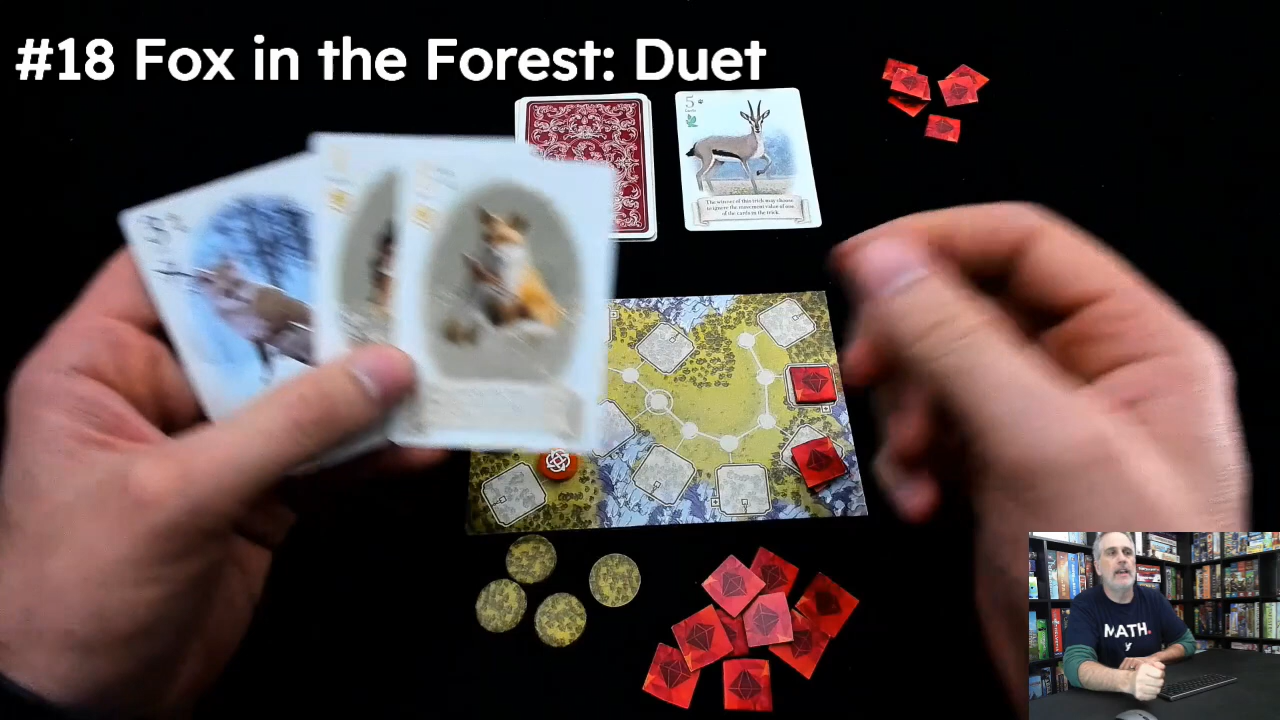 #18 Fox in the Forest: Duet
5
The winner of this trick may choose
to ignore the movement value of one
of the cards in the trick.
MATH.